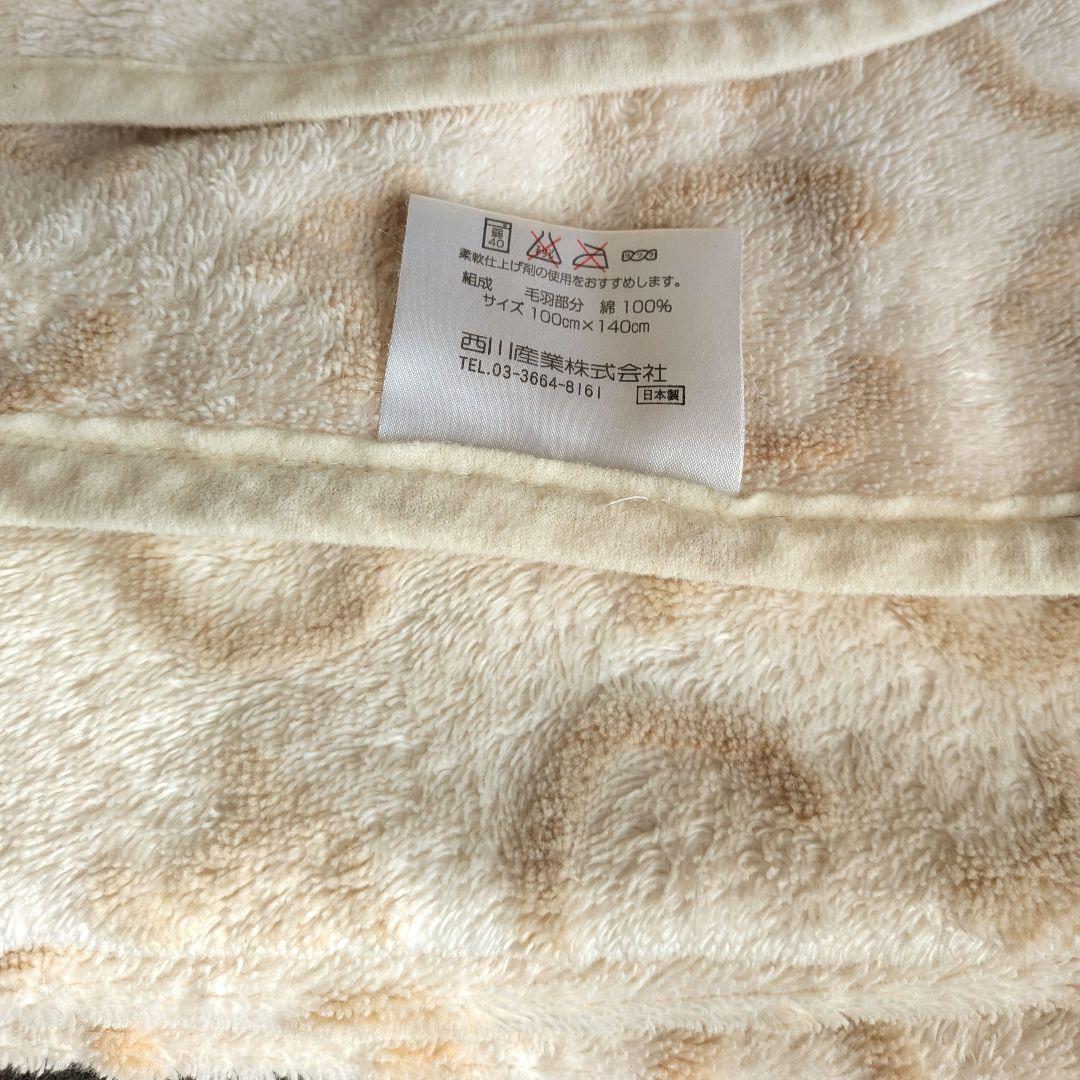 弱 40
柔軟仕上げ剤の使用をおすすめします。
組成 毛羽部分 綿 100%
サイズ 100cm×140cm
西川産業株式会社
TEL.03-3664-8161 日本製